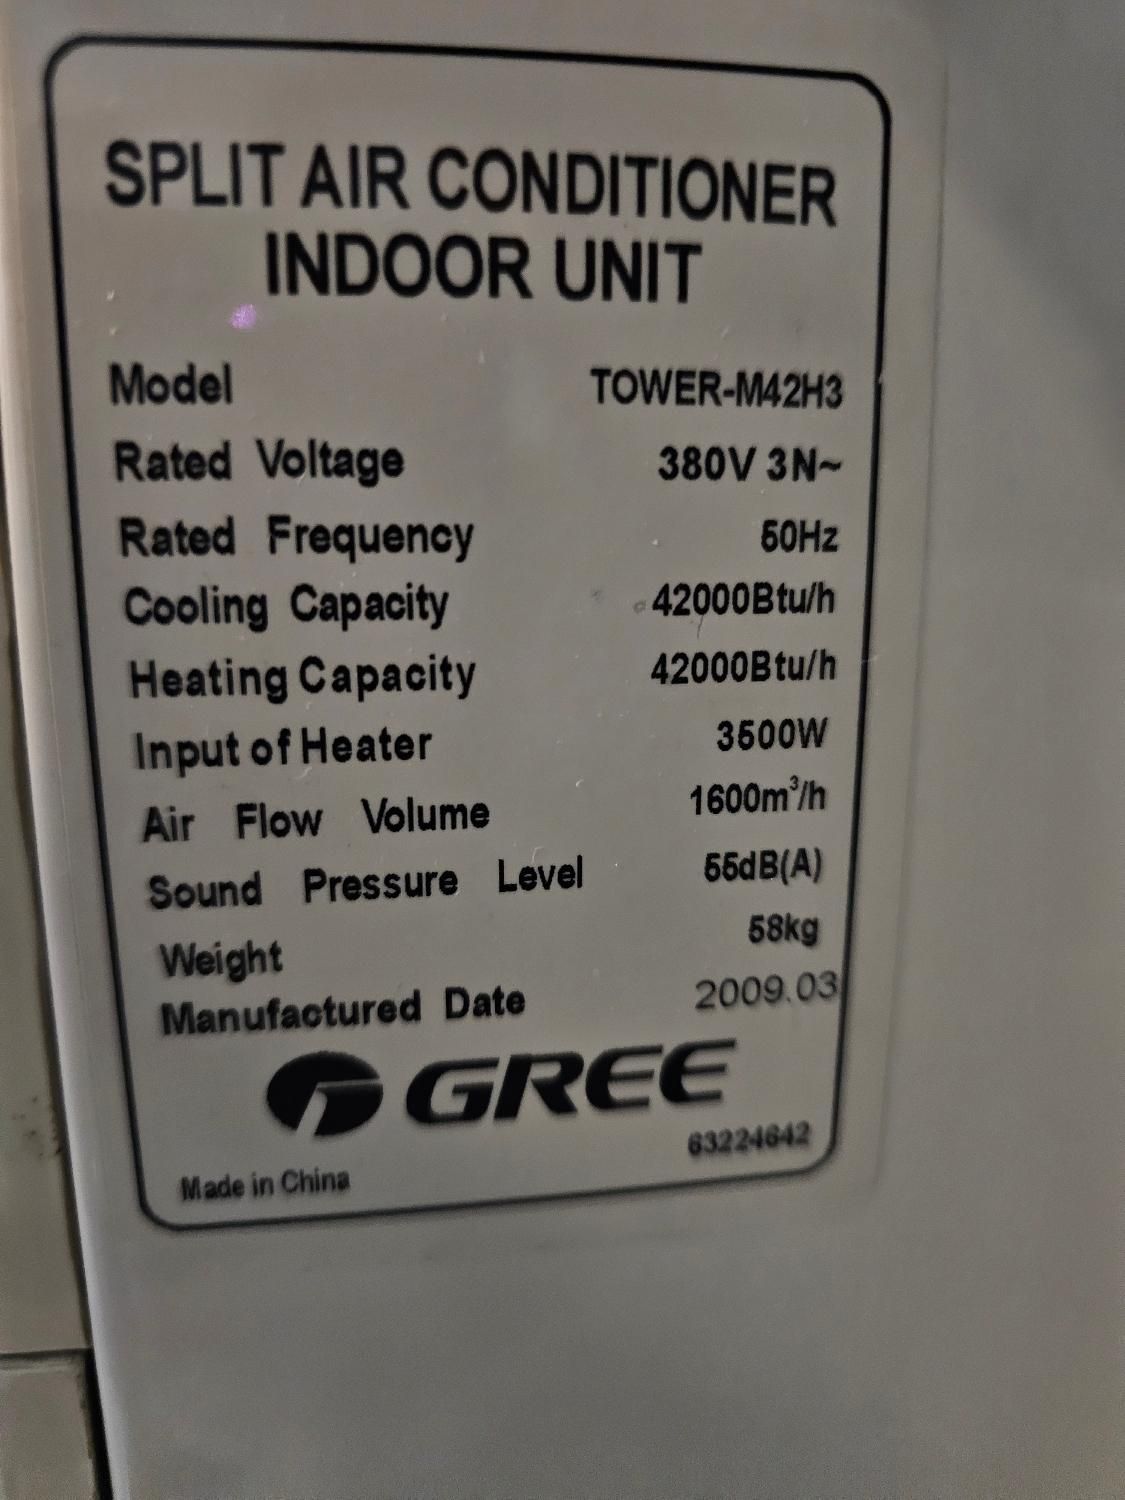 SPLIT AIR CONDITIONER
INDOOR UNIT
Model TOWER-M42H3
Rated Voltage 380V 3N~
Rated Frequency 50Hz
Cooling Capacity 42000Btu/h
Heating Capacity 42000Btu/h
Input of Heater 3500W
Air Flow Volume 1600m³/h
Sound Pressure Level 55dB(A)
Weight 58kg
Manufactured Date 2009.03
GREE
63224642
Made in China